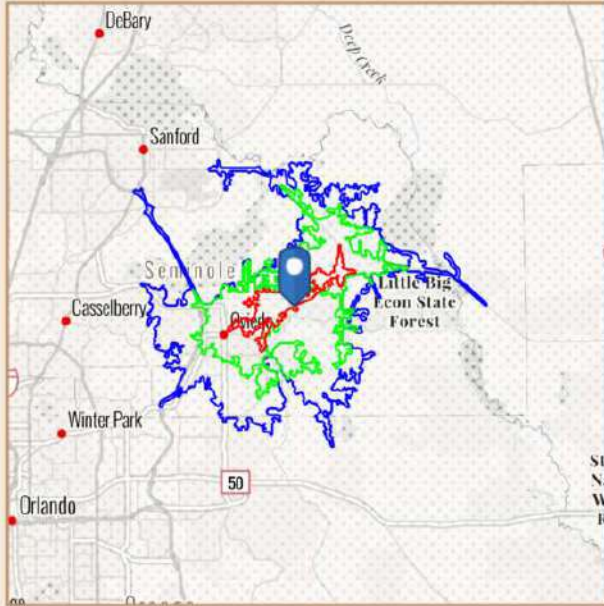 DeBary
Deep Creek
Sanford
Seminole
Little Big
Econ State
Forest
Casselberry
Oviedo
Winter Park
50
Orlando